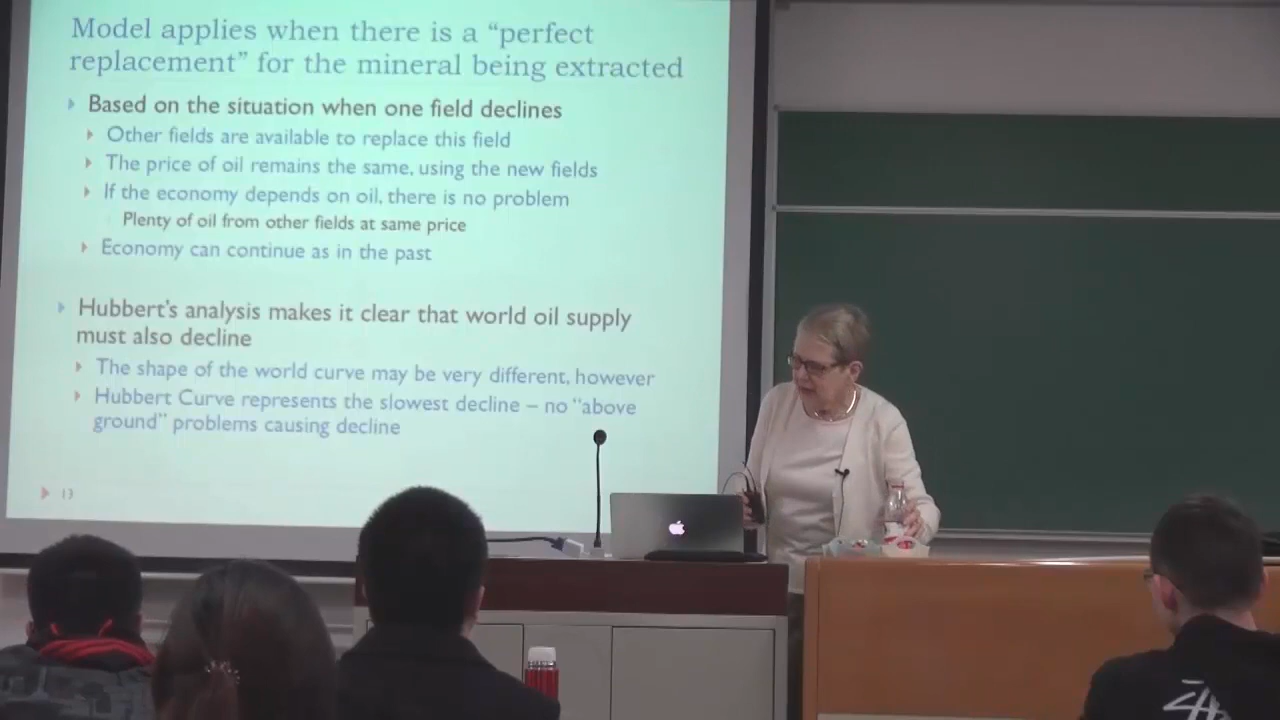 Model applies when there is a “perfect
replacement” for the mineral being extracted
Based on the situation when one field declines
Other fields are available to replace this field
The price of oil remains the same, using the new fields
If the economy depends on oil, there is no problem
Plenty of oil from other fields at same price
Economy can continue as in the past
Hubbert’s analysis makes it clear that world oil supply
must also decline
The shape of the world curve may be very different, however
Hubbert Curve represents the slowest decline – no “above
ground” problems causing decline
13